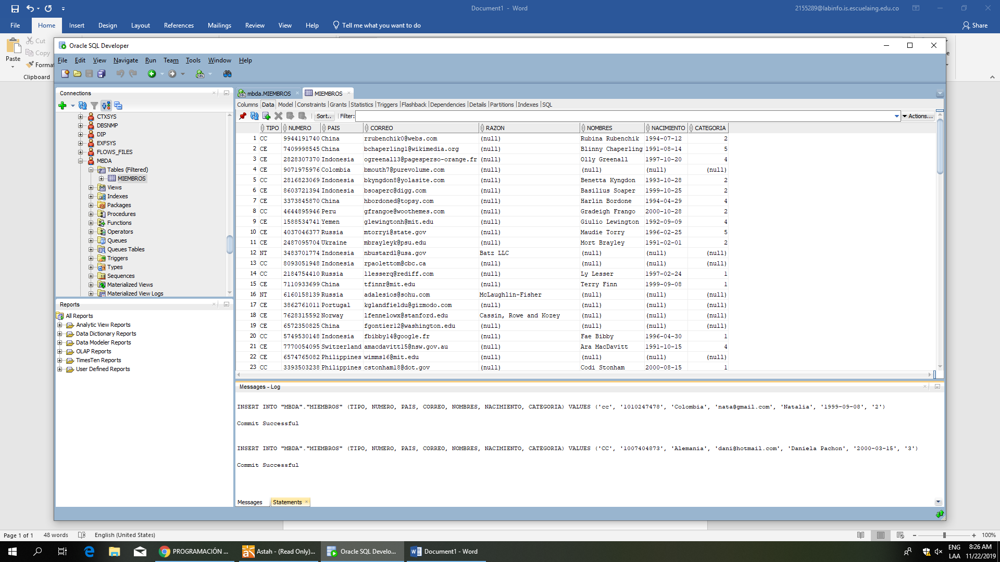 Document1 - Word
2155289@labinfo.is.escuelaing.edu.co
File Home Insert Design Layout References Mailings Review View Help Tell me what you want to do Share
Paste
Cut
Copy
Format
Clipboard
Oracle SQL Developer
File Edit View Navigate Run Team Tools Window Help
Connections
CTXSYS
DBSNMP
DIP
EXFSYS
FLOWS_FILES
MBDA
Tables (Filtered)
MIEMBROS
Views
Indexes
Packages
Procedures
Functions
Operators
Queues
Queues Tables
Triggers
Types
Sequences
Materialized Views
Materialized View Logs
Reports
All Reports
Analytic View Reports
Data Dictionary Reports
Data Modeler Reports
OLAP Reports
TimesTen Reports
User Defined Reports
mbda.MIEMBROS MIEMBROS
Columns Data Model Constraints Grants Statistics Triggers Flashback Dependencies Details Partitions Indexes SQL
Sort.. Filter: Actions...
TIPO NUMERO PAIS CORREO RAZON NOMBRES NACIMIENTO CATEGORIA
1 CC 9944191740 China rrubenchik0@webs.com (null) Rubina Rubenchik 1994-07-12 2
2 CE 7409998545 China bchaperling1@wikimedia.org (null) Blinny Chaperling 1991-08-14 5
3 CE 2828307370 Indonesia ogreenall3@pagesperso-orange.fr (null) Olly Greenall 1997-10-20 4
4 CE 9071975976 Colombia bmouth7@purevolume.com (null) (null) (null) (null)
5 CC 2816823069 Indonesia bkyngdon8@yolasite.com (null) Benetta Kyngdon 1993-10-28 2
6 CE 8603721394 Indonesia bsoaperc@digg.com (null) Basilius Soaper 1999-10-25 2
7 CE 3373845870 China hbordoned@topsy.com (null) Harlin Bordone 1994-04-29 4
8 CC 4644895946 Peru gfrangoe@woothemes.com (null) Gradeigh Frango 2000-10-28 2
9 CE 1588534741 Yemen glewingtonh@mit.edu (null) Giulio Lewington 1992-09-09 4
10 CE 4037046377 Russia mtorryi@state.gov (null) Maudie Torry 1996-02-25 5
11 CE 2487095704 Ukraine mbrayleyk@psu.edu (null) Mort Brayley 1991-02-01 2
12 NT 3483701774 Indonesia nbustardl@usa.gov Batz LLC (null) (null) (null)
13 CC 8093051948 Indonesia rpaolettom@cbc.ca (null) (null) (null) (null)
14 CC 2184754410 Russia llesserq@rediff.com (null) Ly Lesser 1997-02-24 1
15 CE 7110933699 China tfinnr@mit.edu (null) Terry Finn 1999-09-08 1
16 NT 6160158139 Russia adalesios@sohu.com McLaughlin-Fisher (null) (null) (null)
17 CE 3862761011 Portugal kglandfieldu@gizmodo.com (null) (null) (null) (null)
18 CE 7628315592 Norway lfennelowx@stanford.edu Cassin, Rowe and Kozey (null) (null) (null)
19 CE 6572350825 China fgontier12@washington.edu (null) (null) (null) (null)
20 CC 5749530148 Indonesia fbibby14@google.fr (null) Fae Bibby 1996-04-30 1
21 CE 7770054095 Switzerland amacdavitt15@nsw.gov.au (null) Ara MacDavitt 1991-10-15 4
22 CE 6574765082 Philippines wimms16@mit.edu (null) (null) (null) (null)
23 CC 3393503238 Philippines cstonham18@dot.gov (null) Codi Stonham 2000-08-15 1
Messages - Log
INSERT INTO "MBDA"."MIEMBROS" (TIPO, NUMERO, PAIS, CORREO, NOMBRES, NACIMIENTO, CATEGORIA) VALUES ('cc', '1010247478', 'Colombia', 'nata@gmail.com', 'Natalia', '1999-09-08', '2')
Commit Successful
INSERT INTO "MBDA"."MIEMBROS" (TIPO, NUMERO, PAIS, CORREO, NOMBRES, NACIMIENTO, CATEGORIA) VALUES ('CC', '1007404873', 'Alemania', 'dani@hotmail.com', 'Daniela Pachon', '2000-03-15', '3')
Commit Successful
Messages Statements
Page 1 of 1 48 words English (United States) 100%
PROGRAMACIÓN ... Astah - (Read Only)... Oracle SQL Develo... Document1 - Word
ENG 8:26 AM
LAA 11/22/2019